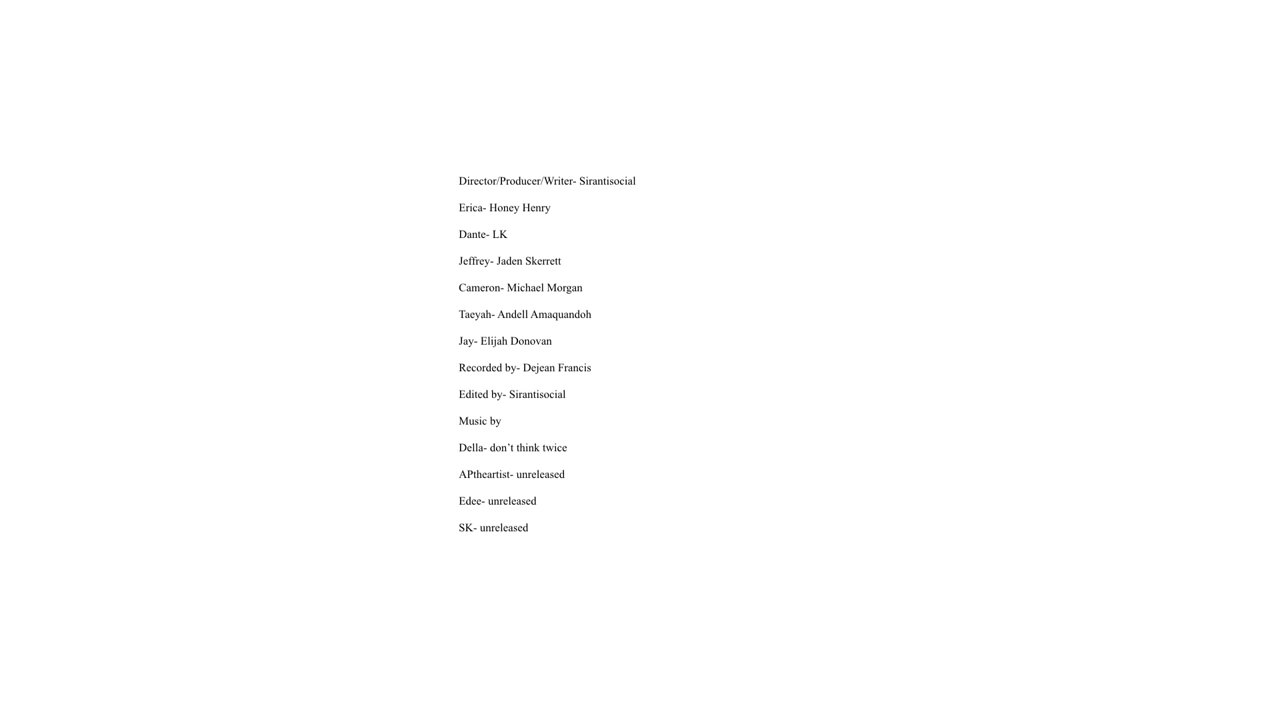 Director/Producer/Writer- Sirantisocial
Erica- Honey Henry
Dante- LK
Jeffrey- Jaden Skerrett
Cameron- Michael Morgan
Taeyah- Andell Amaquandoh
Jay- Elijah Donovan
Recorded by- Dejean Francis
Edited by- Sirantisocial
Music by
Della- don’t think twice
APtheartist- unreleased
Edee- unreleased
SK- unreleased